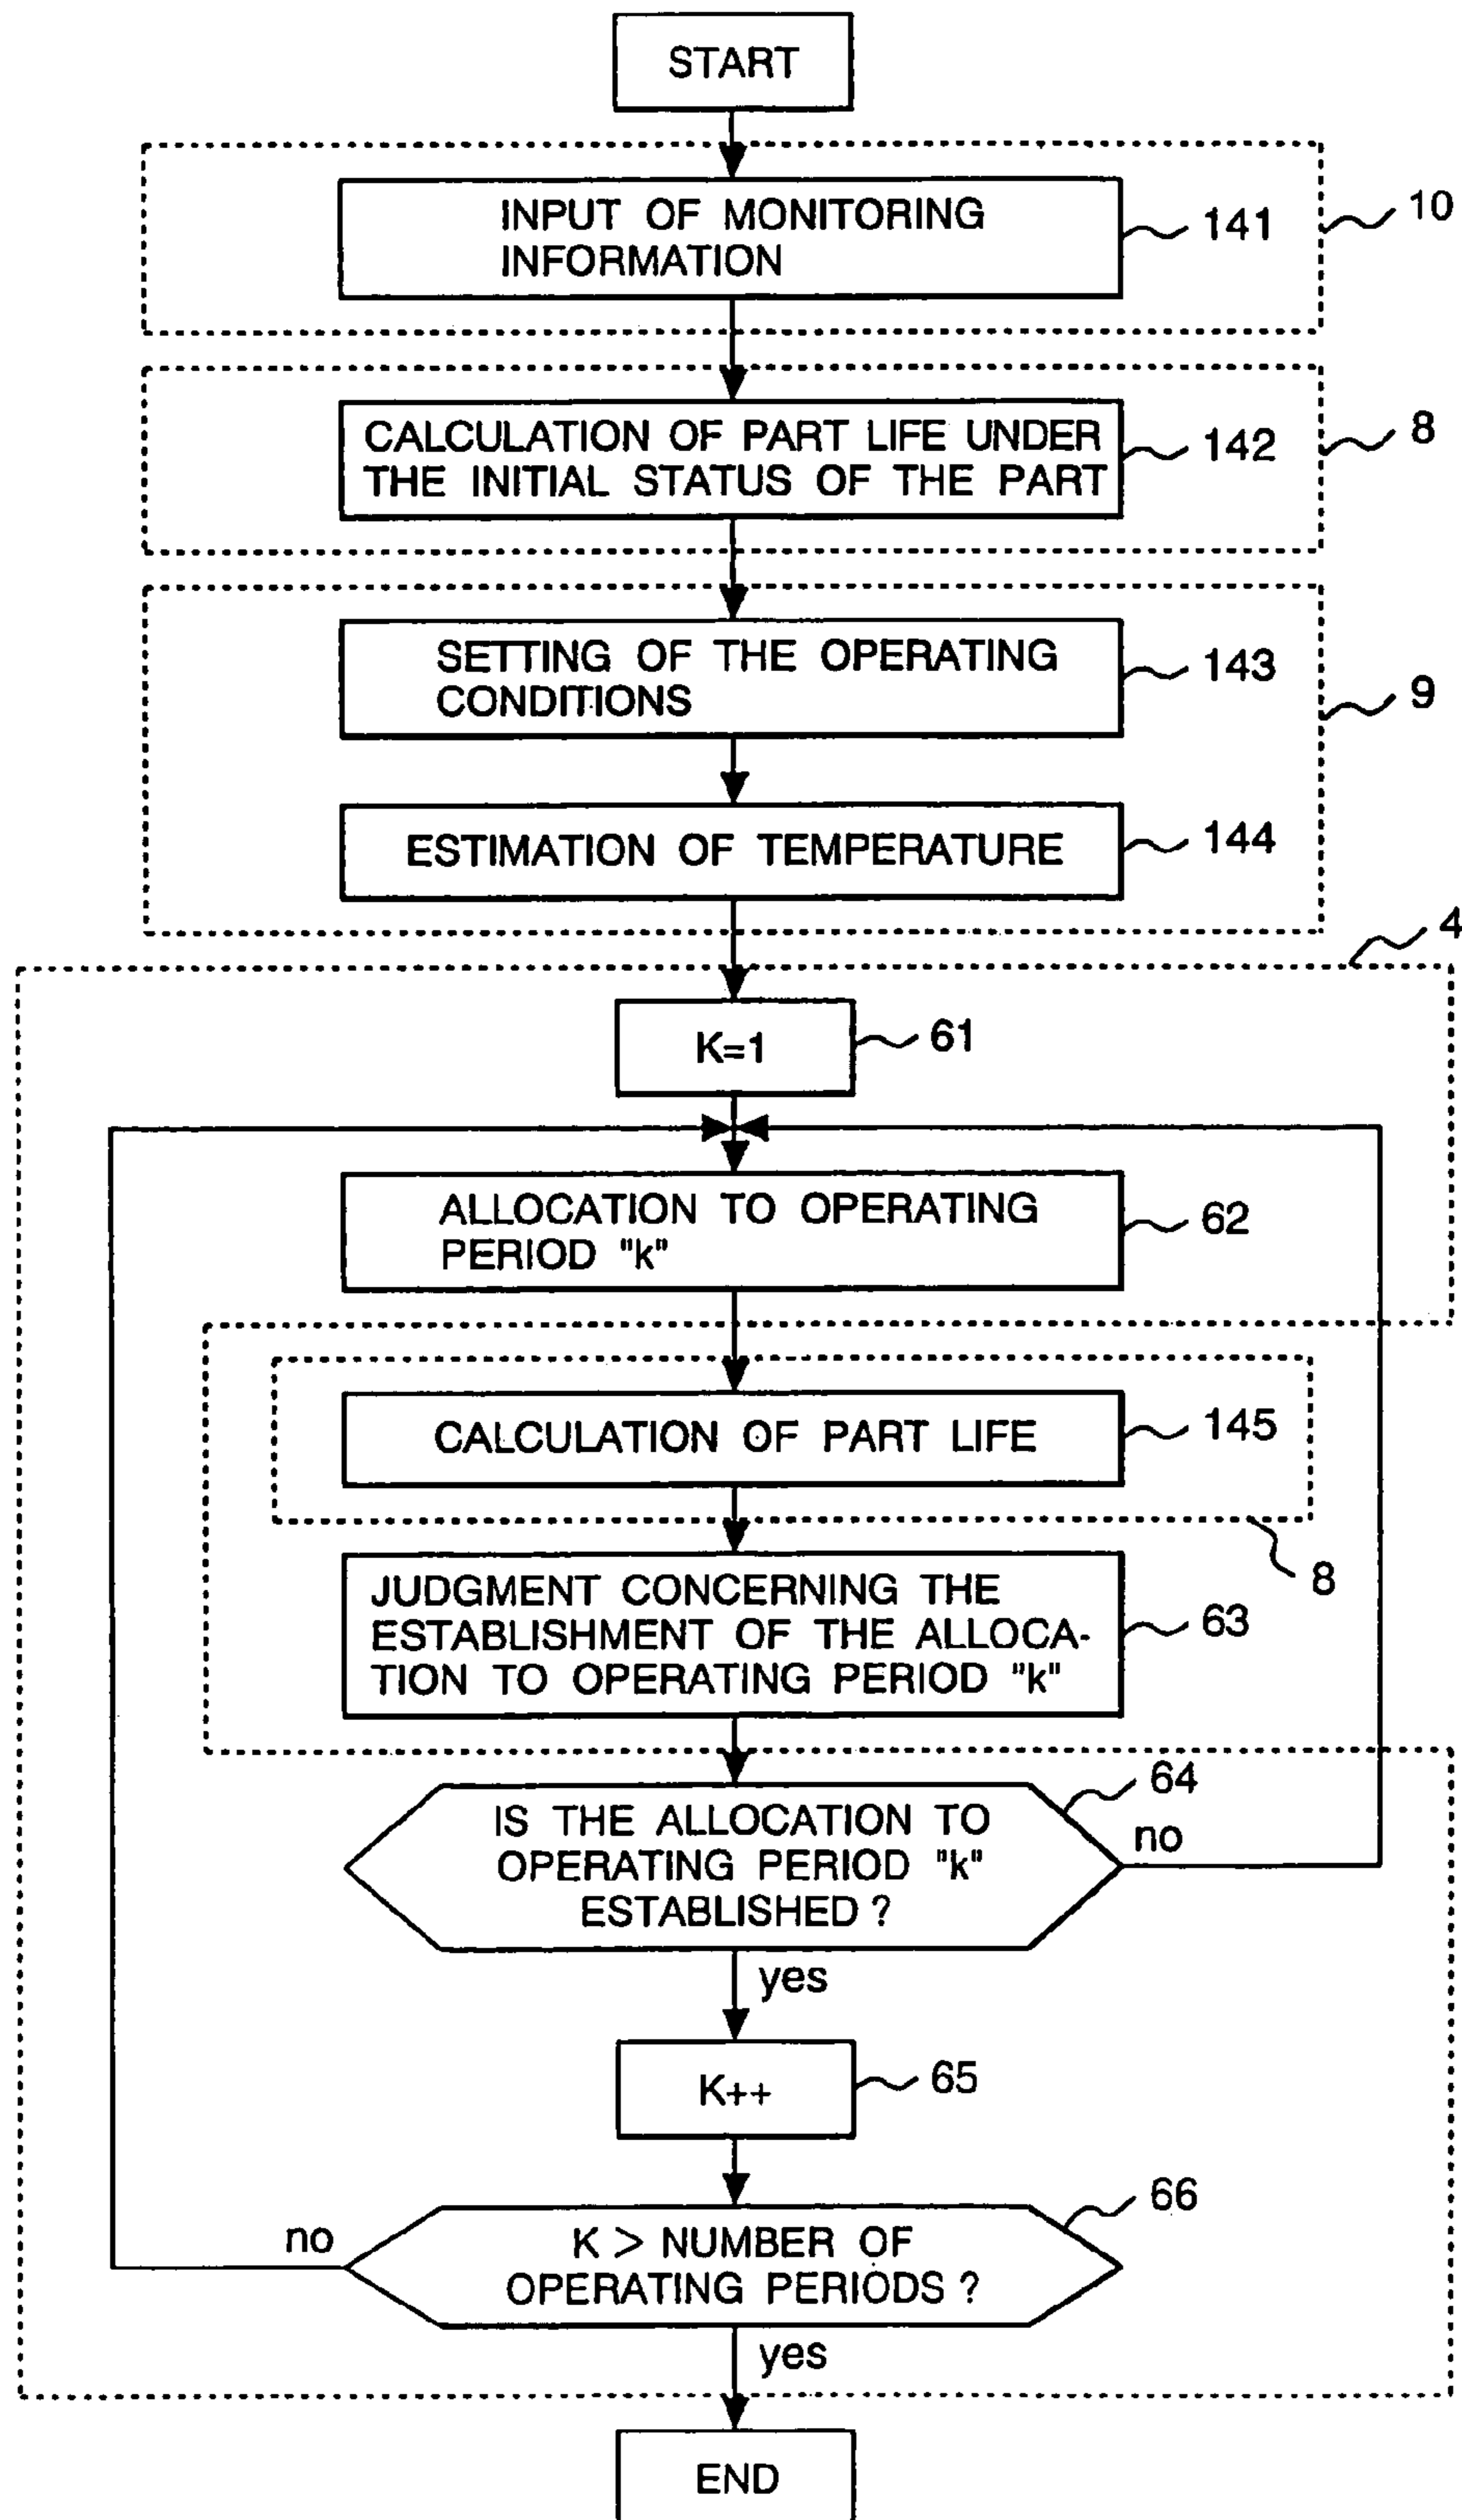 START
INPUT OF MONITORING
INFORMATION
141
10
CALCULATION OF PART LIFE UNDER
THE INITIAL STATUS OF THE PART
142
8
SETTING OF THE OPERATING
CONDITIONS
143
9
ESTIMATION OF TEMPERATURE
144
4
K=1
61
ALLOCATION TO OPERATING
PERIOD "k"
62
CALCULATION OF PART LIFE
145
8
JUDGMENT CONCERNING THE
ESTABLISHMENT OF THE ALLOCA-
TION TO OPERATING PERIOD "k"
63
64
IS THE ALLOCATION TO
OPERATING PERIOD "k"
ESTABLISHED ?
no
yes
K++
65
66
K > NUMBER OF
OPERATING PERIODS ?
no
yes
END